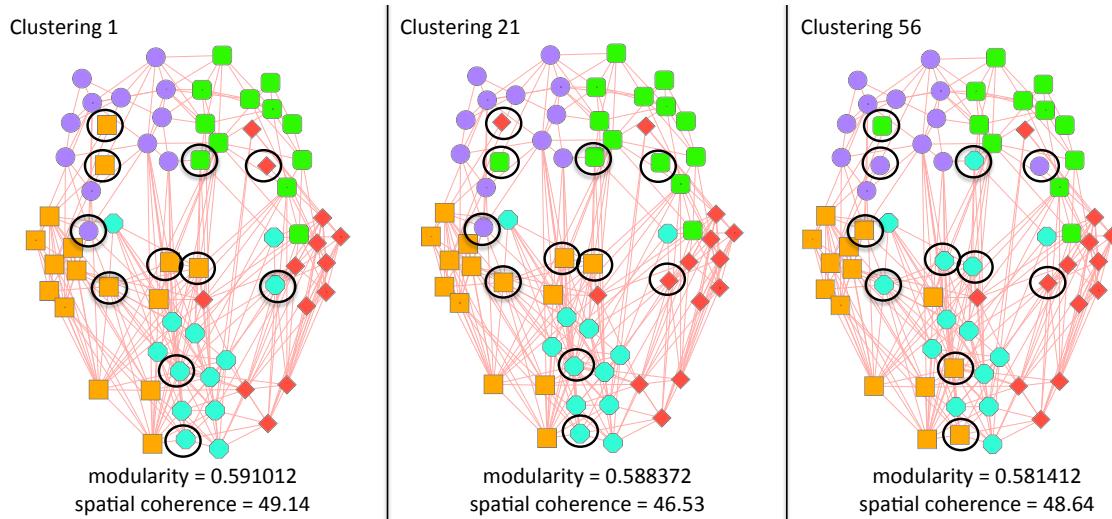 Clustering 1
modularity = 0.591012
spatial coherence = 49.14
Clustering 21
modularity = 0.588372
spatial coherence = 46.53
Clustering 56
modularity = 0.581412
spatial coherence = 48.64